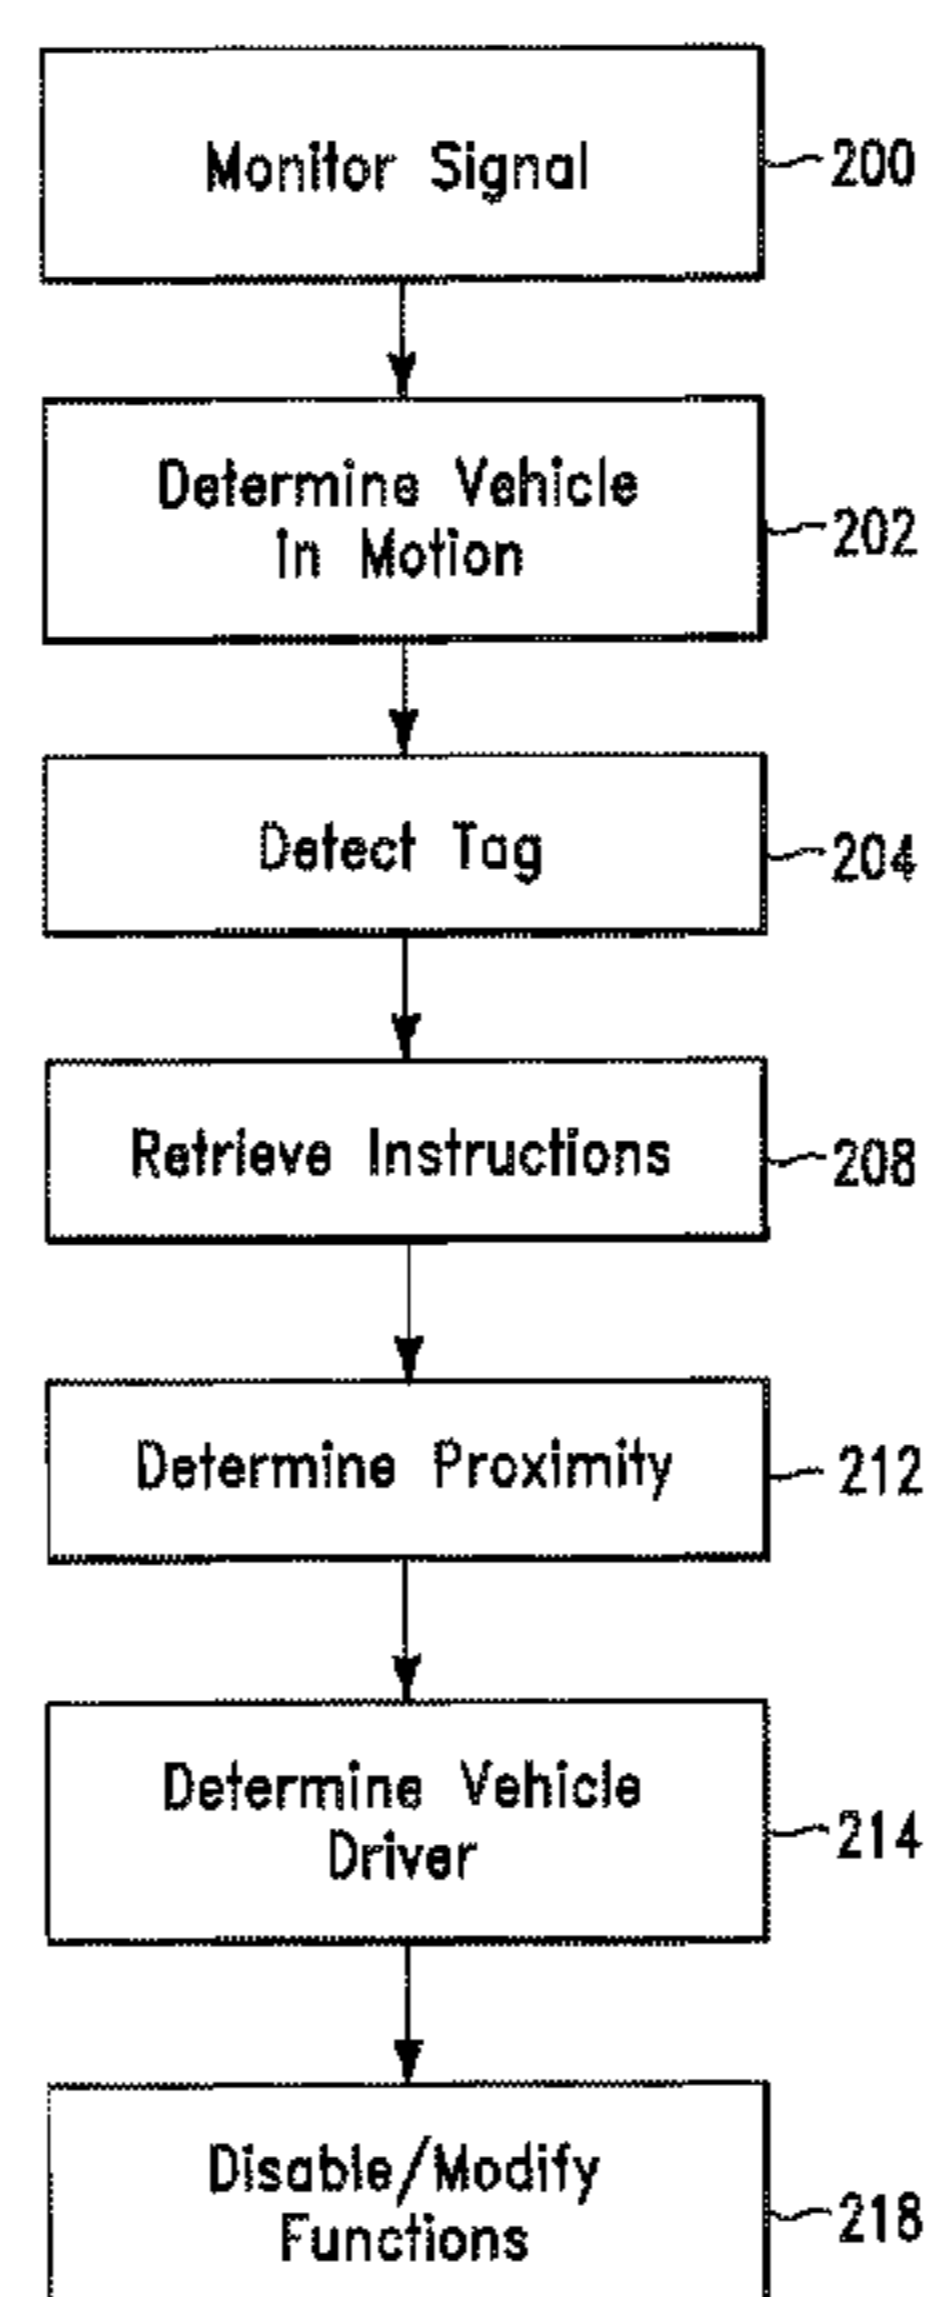 Monitor Signal
200
Determine Vehicle
in Motion
202
Detect Tag
204
Retrieve Instructions
208
Determine Proximity
212
Determine Vehicle
Driver
214
Disable/Modify
Functions
218